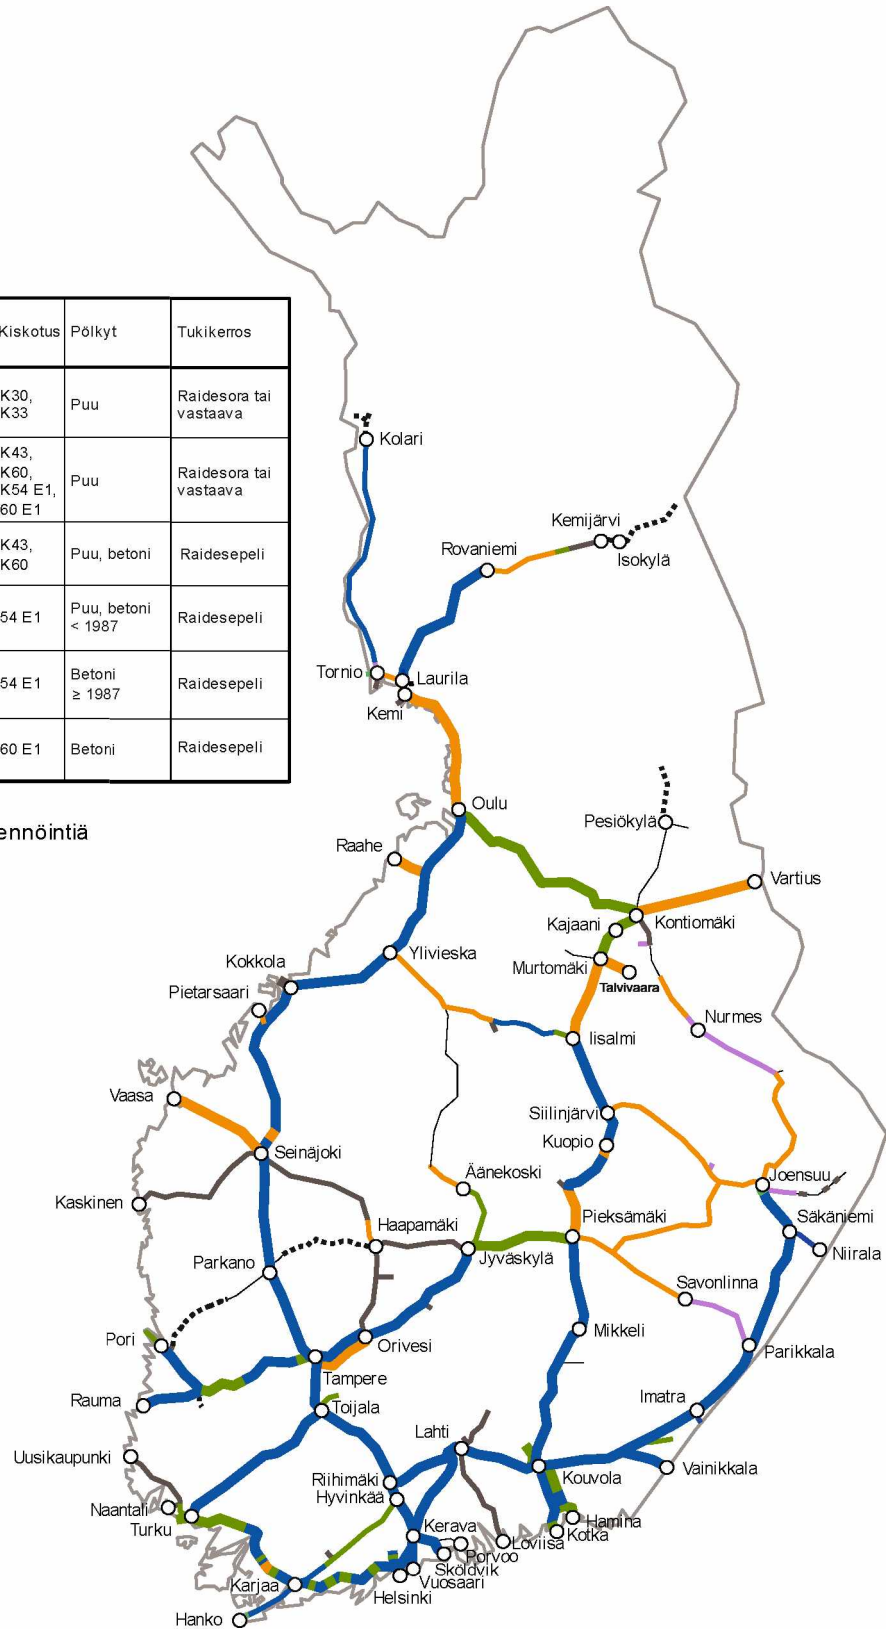 Kiskotus Pölkyt Tukikerros
K30,
K33
Puu
Raidesora tai
vastaava
K43,
K60,
K54 E1,
60 E1
Puu
Raidesora tai
vastaava
K43,
K60
Puu, betoni
Raidesepeli
54 E1
Puu, betoni
< 1987
Raidesepeli
54 E1
Betoni
≥ 1987
Raidesepeli
60 E1
Betoni
Raidesepeli
ennöintiä
Kolari
Kemijärvi
Isokylä
Rovaniemi
Tornio
Laurila
Kemi
Oulu
Pesiökylä
Raahe
Vartius
Kajaani
Kontiomäki
Ylivieska
Murtomäki
Talvivaara
Kokkola
Pietarsaari
Nurmes
Iisalmi
Vaasa
Siilinjärvi
Kuopio
Seinäjoki
Äänekoski
Joensuu
Kaskinen
Haapamäki
Pieksämäki
Säkäniemi
Jyväskylä
Niirala
Parkano
Savonlinna
Mikkeli
Pori
Orivesi
Parikkala
Tampere
Rauma
Imatra
Toijala
Lahti
Uusikaupunki
Vainikkala
Riihimäki
Kouvola
Hyvinkää
Naantali
Hamina
Turku
Kerava
Kotka
Loviisa
Porvoo
Sköldvik
Karjaa
Vuosaari
Helsinki
Hanko